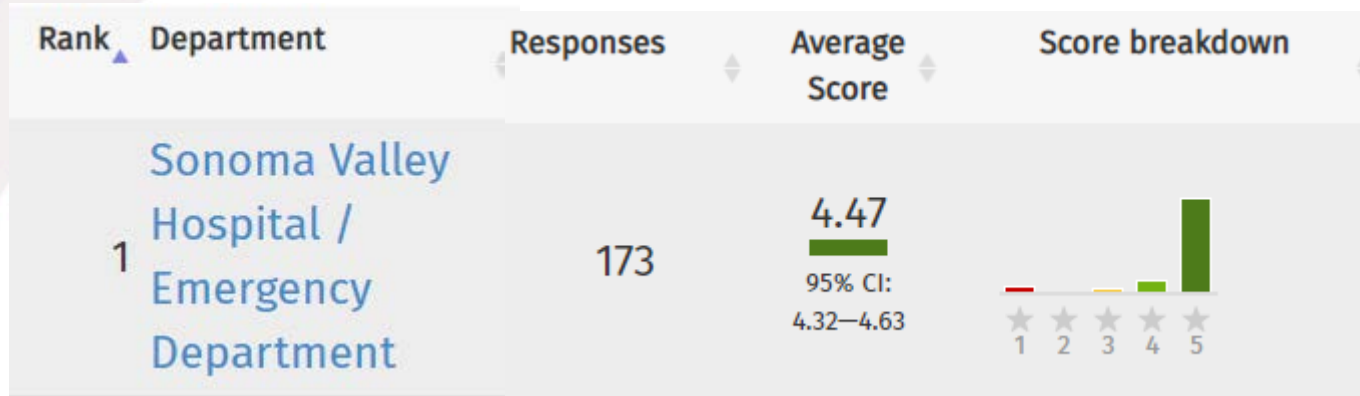 Rank Department Responses Average Score breakdown
Score
Sonoma Valley
Hospital /
Emergency
Department
1
173
4.47
95% CI:
4.32—4.63
1 2 3 4 5